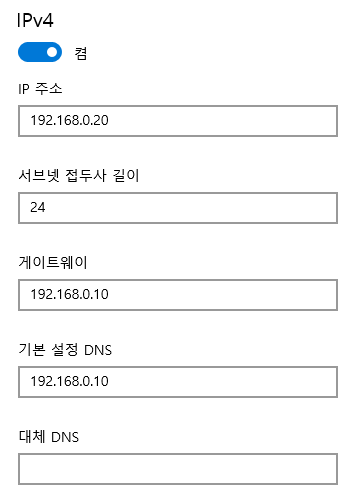 IPv4
켬
IP 주소
192.168.0.20
서브넷 접두사 길이
24
게이트웨이
192.168.0.10
기본 설정 DNS
192.168.0.10
대체 DNS